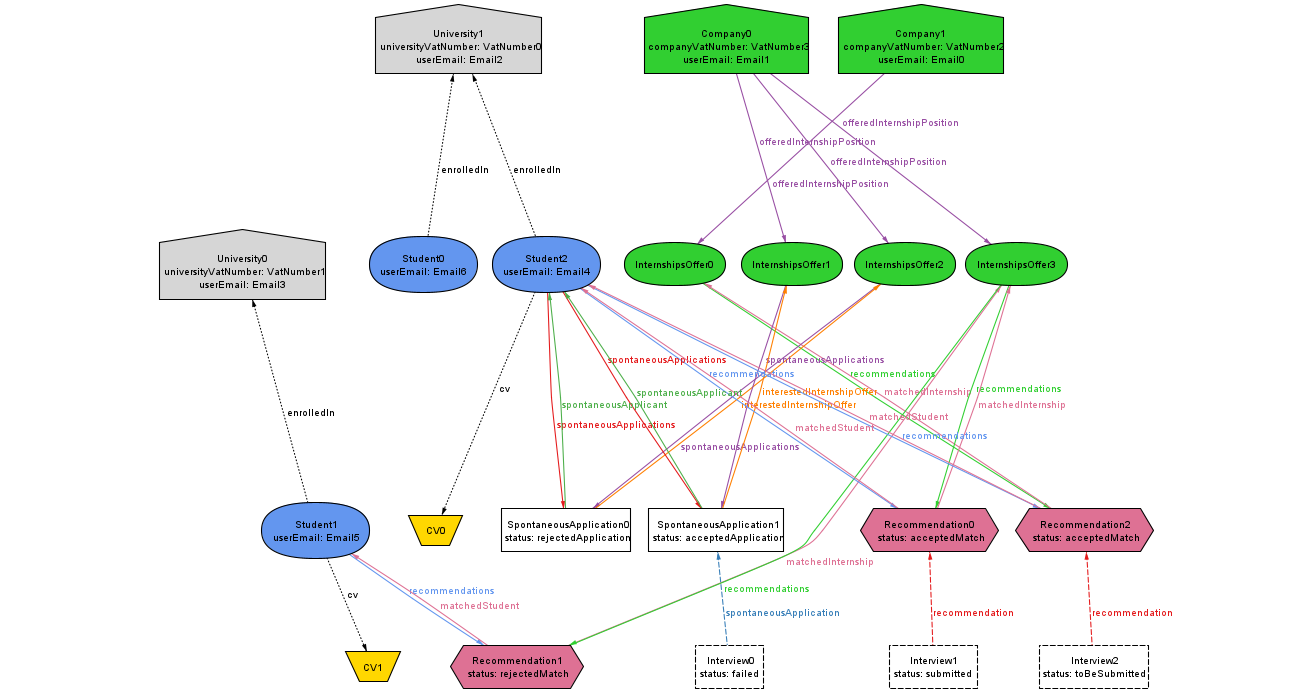 University1
universityVatNumber: VatNumber0
userEmail: Email2
Company0
companyVatNumber: VatNumber3
userEmail: Email1
Company1
companyVatNumber: VatNumber2
userEmail: Email0
offeredInternshipPosition
offeredInternshipPosition
offeredInternshipPosition
offeredInternshipPosition
enrolledIn
enrolledIn
University0
universityVatNumber: VatNumber1
userEmail: Email3
Student0
userEmail: Email6
Student2
userEmail: Email4
InternshipsOffer0
InternshipsOffer1
InternshipsOffer2
InternshipsOffer3
spontaneousApplications
spontaneousApplications
recommendations
recommendations
cv
spontaneousApplicant
interestedInternshipOffer
matchedInternship
recommendations
spontaneousApplicant
interestedInternshipOffer
matchedInternship
enrolledIn
matchedStudent
spontaneousApplications
matchedStudent
recommendations
spontaneousApplications
Student1
userEmail: Email5
CV0
SpontaneousApplication0
status: rejectedApplication
SpontaneousApplication1
status: acceptedApplication
Recommendation0
status: acceptedMatch
Recommendation2
status: acceptedMatch
matchedInternship
recommendations
recommendations
cv
matchedStudent
spontaneousApplication
recommendation
recommendation
CV1
Recommendation1
status: rejectedMatch
Interview0
status: failed
Interview1
status: submitted
Interview2
status: toBeSubmitted